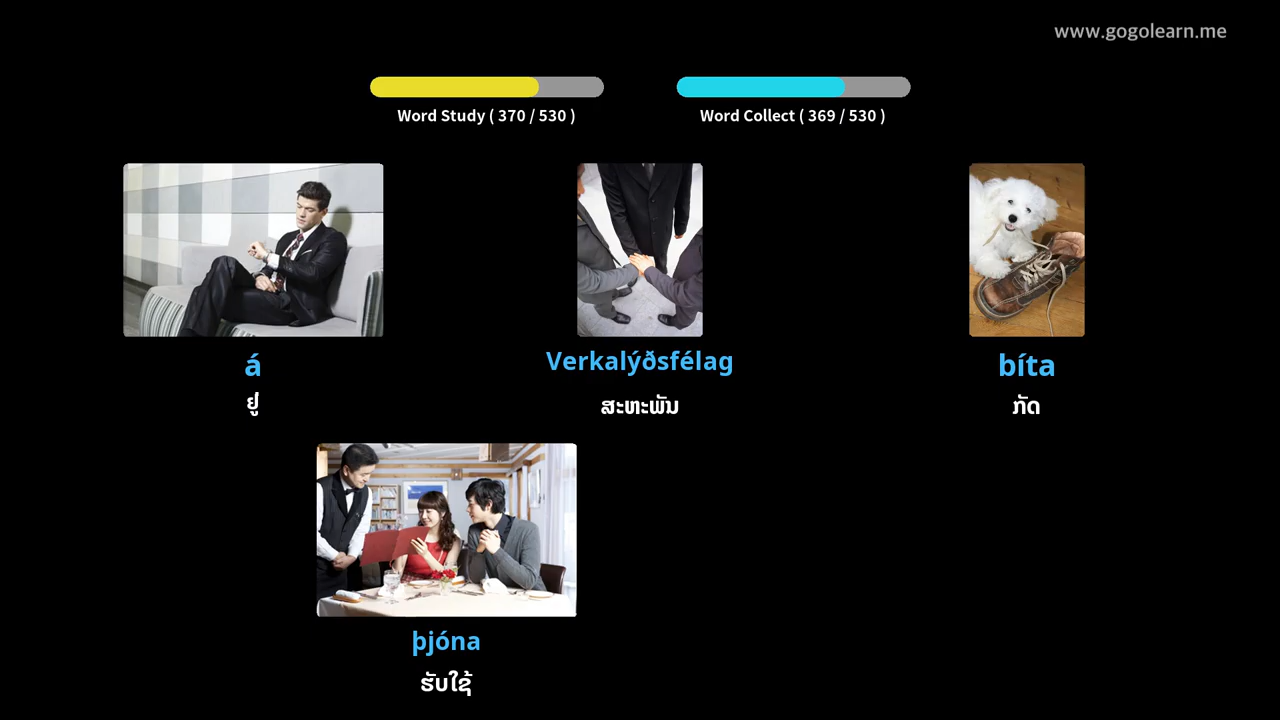 www.gogolearn.me
Word Study ( 370 / 530 )
Word Collect ( 369 / 530 )
á
ຢູ່
Verkalýðsfélag
ສະຫະພັນ
bíta
ກັດ
þjóna
ຮັບໃຊ້